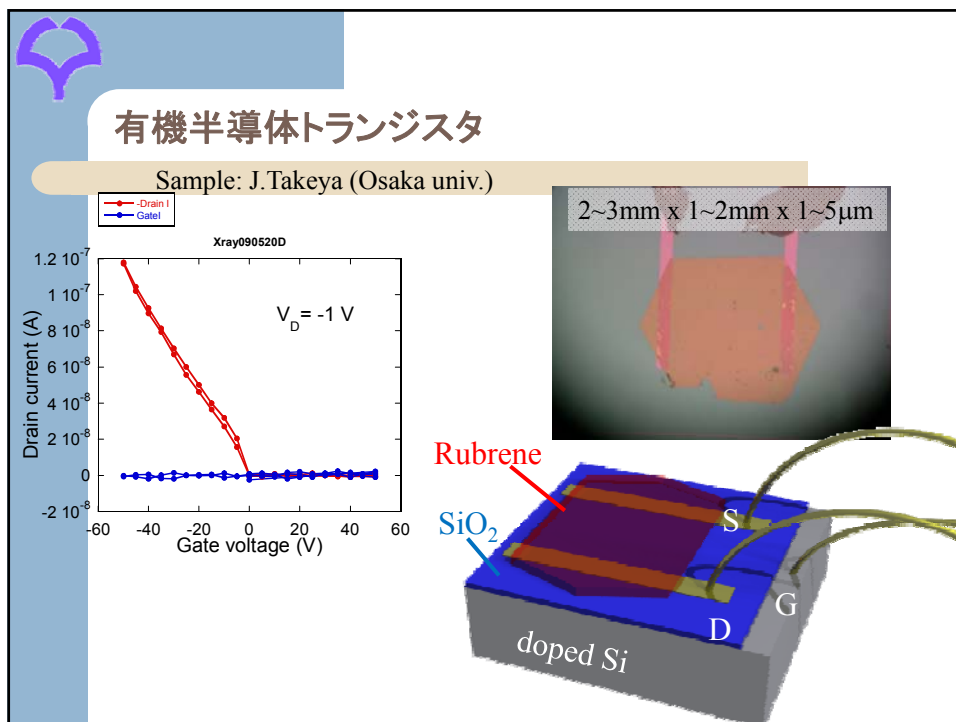 有機半導体トランジスタ
Sample: J.Takeya (Osaka univ.)
-Drain I
GateI
Xray090520D
2~3mm x 1~2mm x 1~5μm
1.2 10⁻⁷
1 10⁻⁷
8 10⁻⁸
6 10⁻⁸
4 10⁻⁸
2 10⁻⁸
0
-2 10⁻⁸
Drain current (A)
V_D= -1 V
-60 -40 -20 0 20 40 60
Gate voltage (V)
Rubrene
SiO₂
S
G
D
doped Si